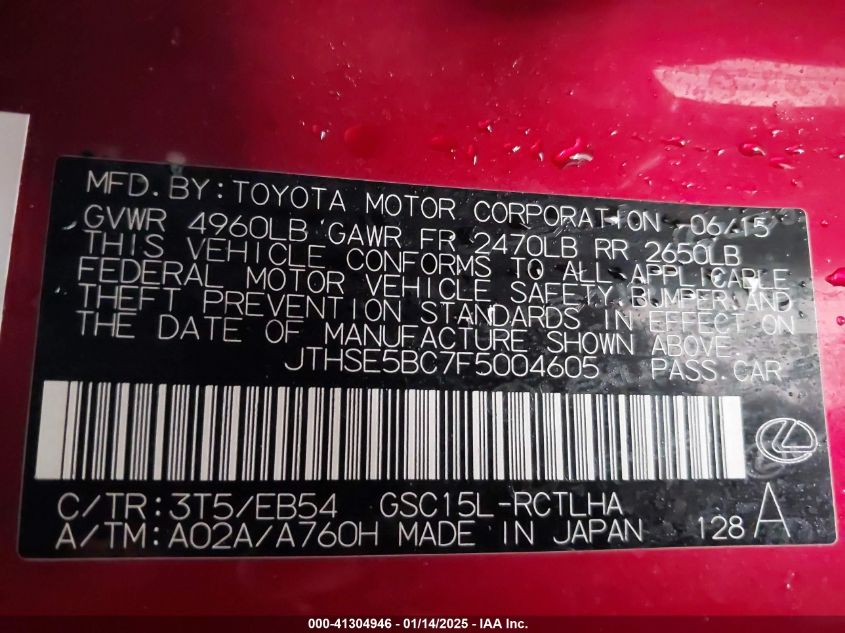 MFD. BY: TOYOTA MOTOR CORPORATION 06/15
GVWR 4960LB GAWR FR 2470LB RR 2650LB
THIS VEHICLE CONFORMS TO ALL APPLICABLE
FEDERAL MOTOR VEHICLE SAFETY, BUMPER, AND
THEFT PREVENTION STANDARDS IN EFFECT ON
THE DATE OF MANUFACTURE SHOWN ABOVE.
JTHSE5BC7F5004605 PASS. CAR
C/TR: 3T5/EB54 GSC15L-RCTLHA
A/TM: A02A/A760H MADE IN JAPAN 128 A
000-41304946 - 01/14/2025 - IAA Inc.